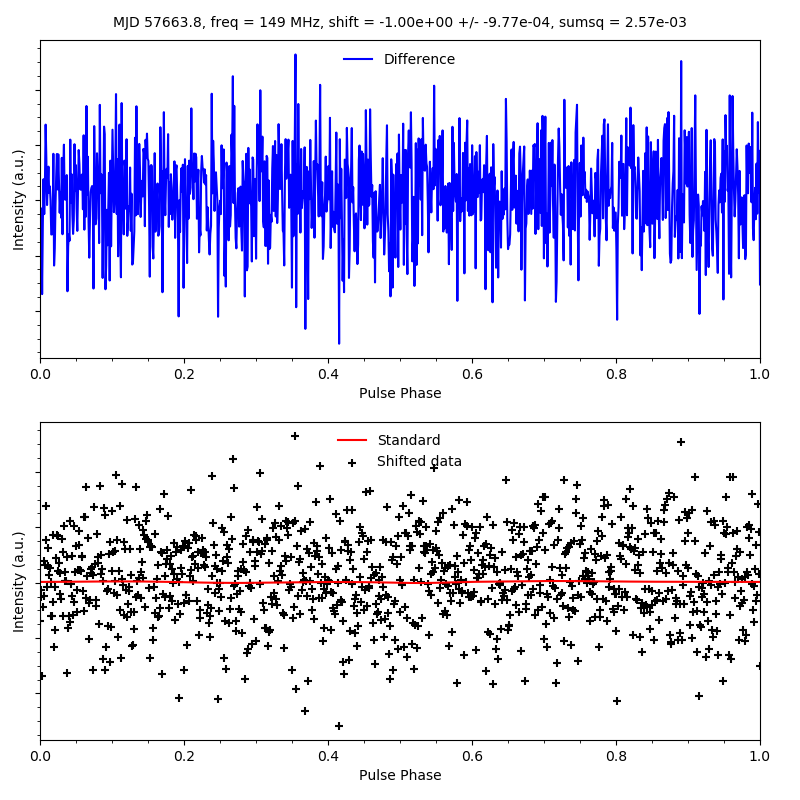 MJD 57663.8, freq = 149 MHz, shift = -1.00e+00 +/- -9.77e-04, sumsq = 2.57e-03
Difference
Intensity (a.u.)
0.0 0.2 0.4 0.6 0.8 1.0
Pulse Phase
Standard
Shifted data
Intensity (a.u.)
0.0 0.2 0.4 0.6 0.8 1.0
Pulse Phase